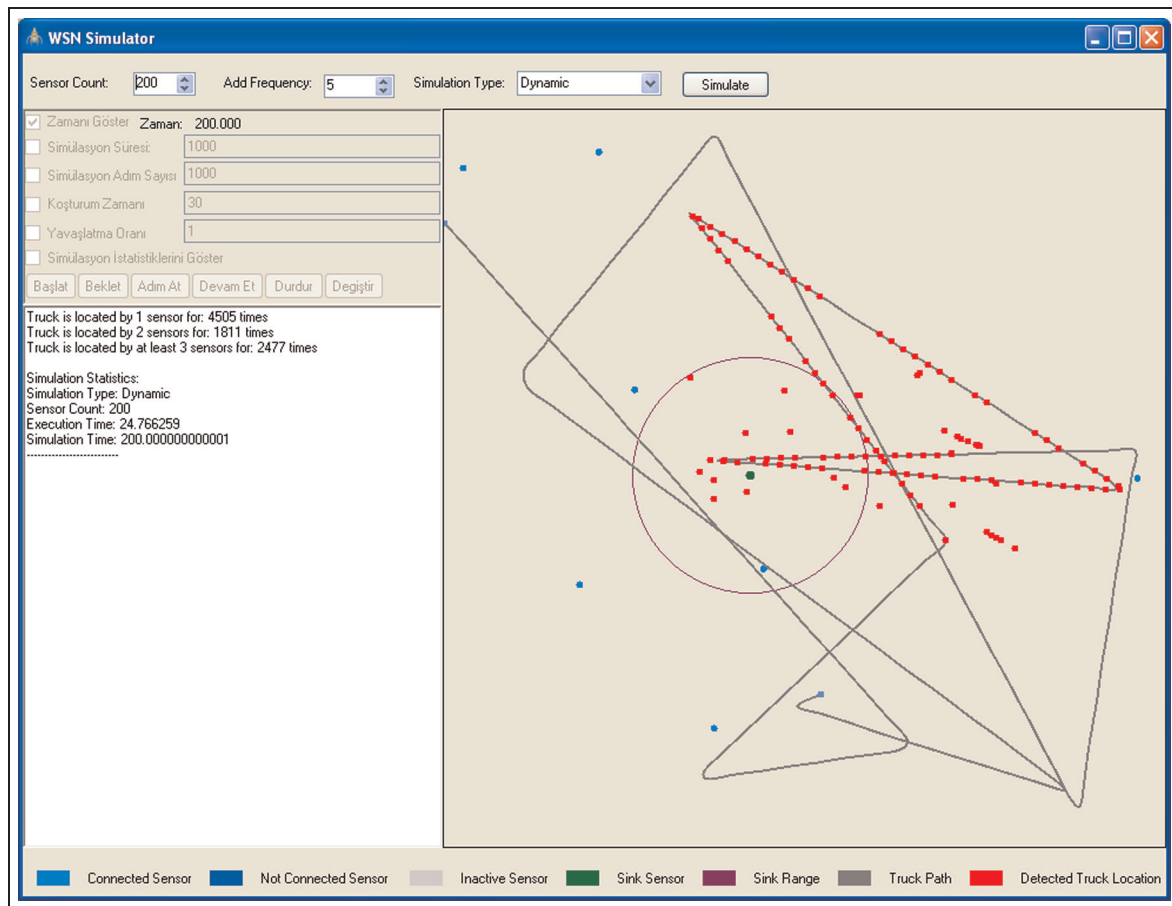 WSN Simulator
Sensor Count: 200 Add Frequency: 5 Simulation Type: Dynamic Simulate
Zamanı Göster Zaman: 200.000
Simülasyon Süresi: 1000
Simülasyon Adım Sayısı 1000
Koşturum Zamanı 30
Yavaşlatma Oranı 1
Simülasyon İstatistiklerini Göster
Başlat Beklet Adım At Devam Et Durdur Degiştir
Truck is located by 1 sensor for: 4505 times
Truck is located by 2 sensors for: 1811 times
Truck is located by at least 3 sensors for: 2477 times
Simulation Statistics:
Simulation Type: Dynamic
Sensor Count: 200
Execution Time: 24.766259
Simulation Time: 200.000000000001
--------------------------
Connected Sensor Not Connected Sensor Inactive Sensor Sink Sensor Sink Range Truck Path Detected Truck Location